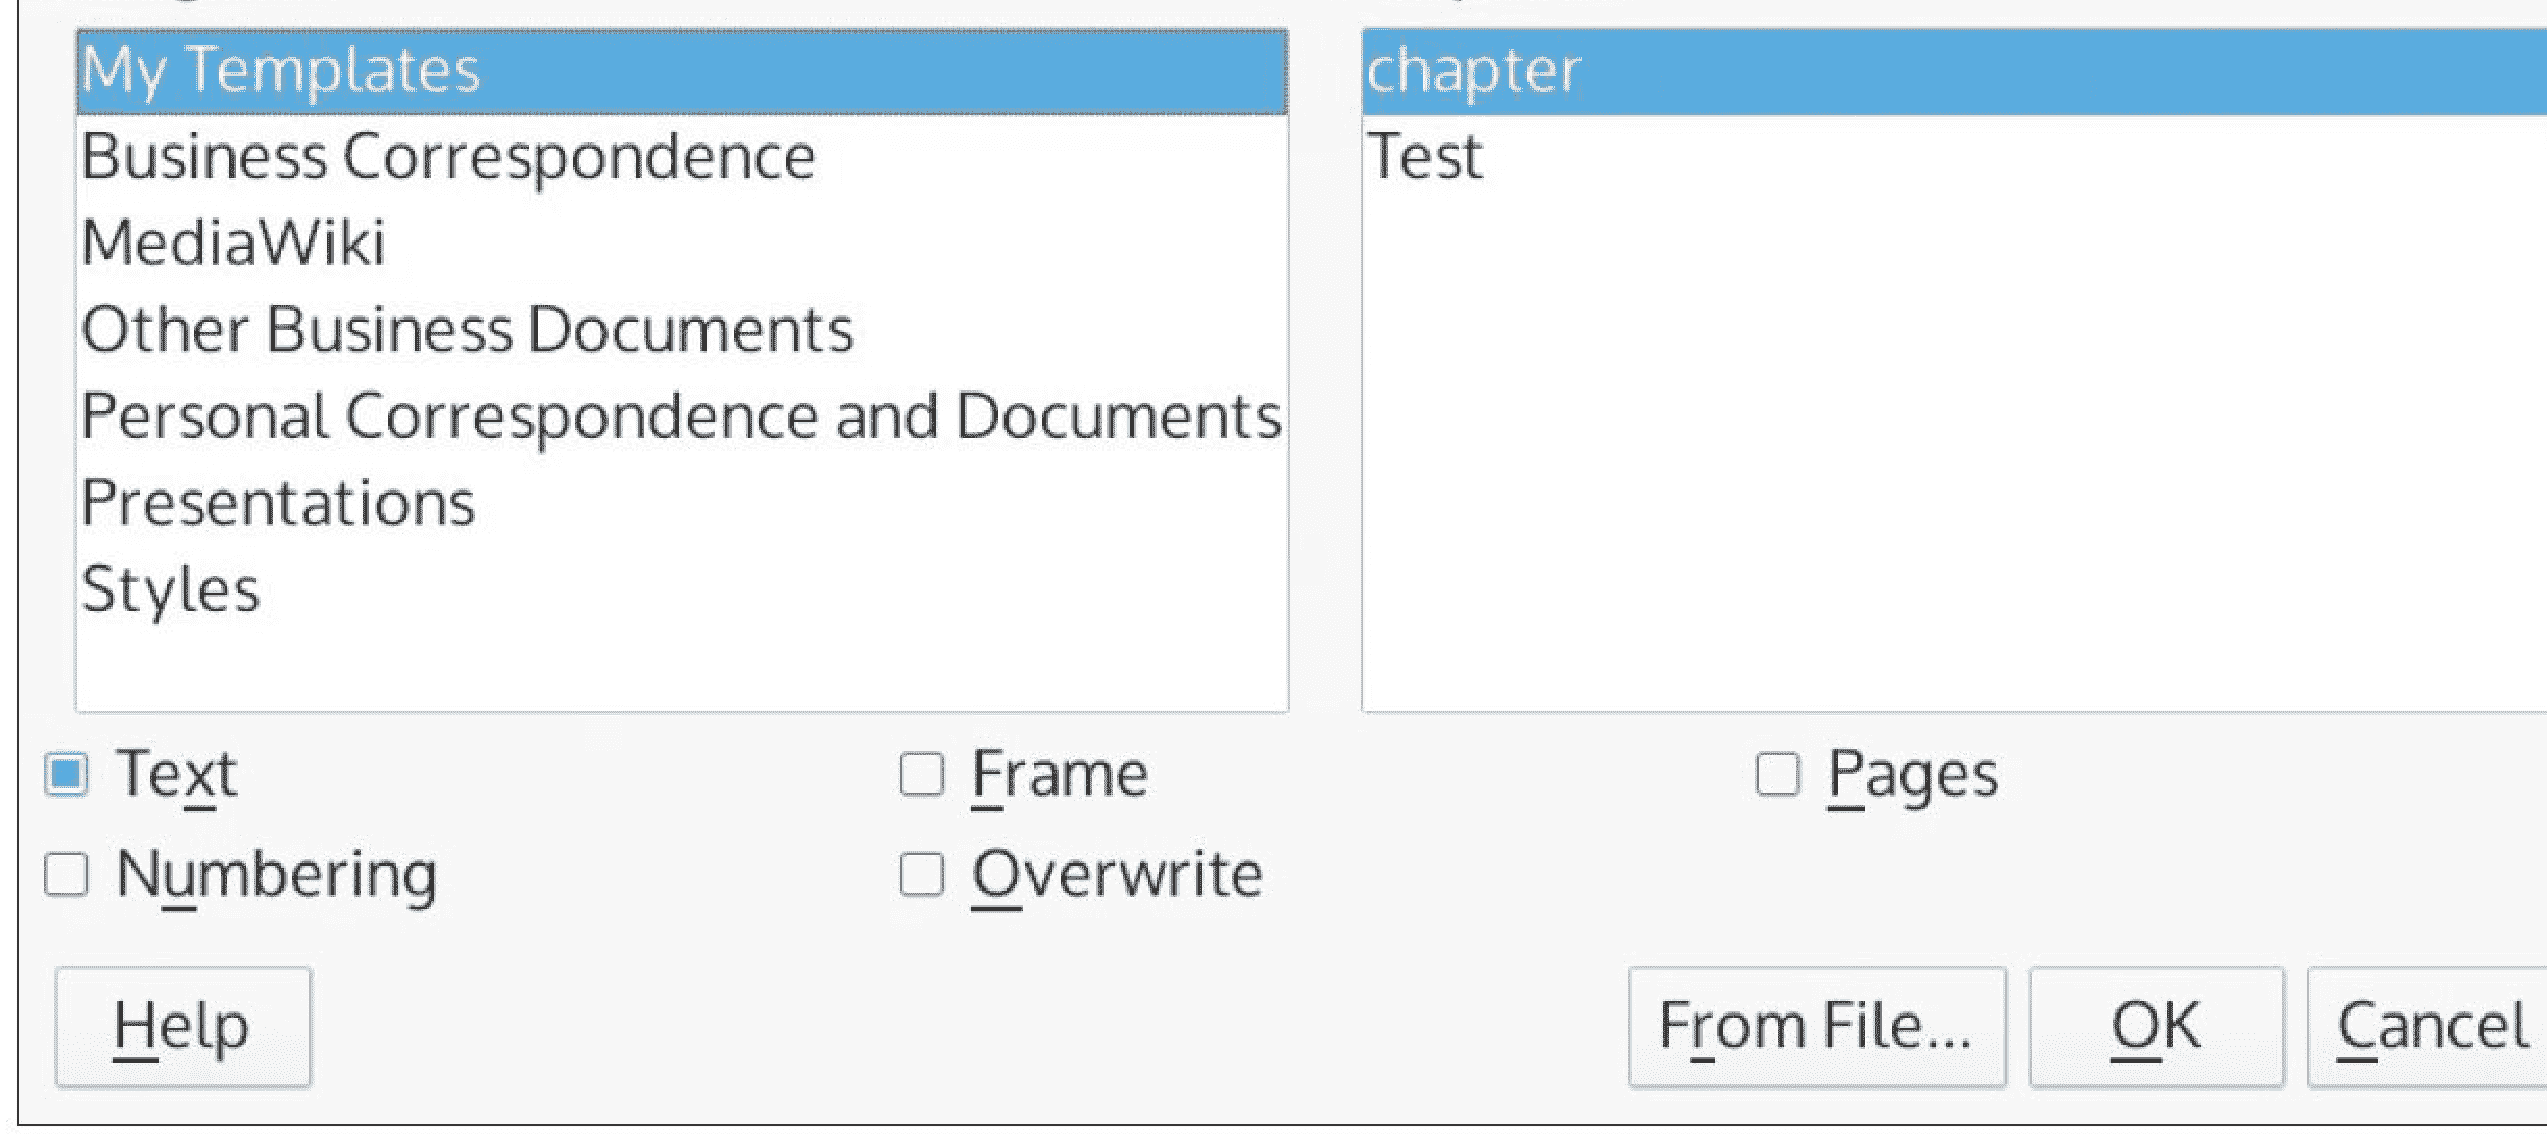 My Templates
chapter
Business Correspondence
Test
MediaWiki
Other Business Documents
Personal Correspondence and Documents
Presentations
Styles
Text
Frame
Pages
Numbering
Overwrite
Help
From File...
OK
Cancel